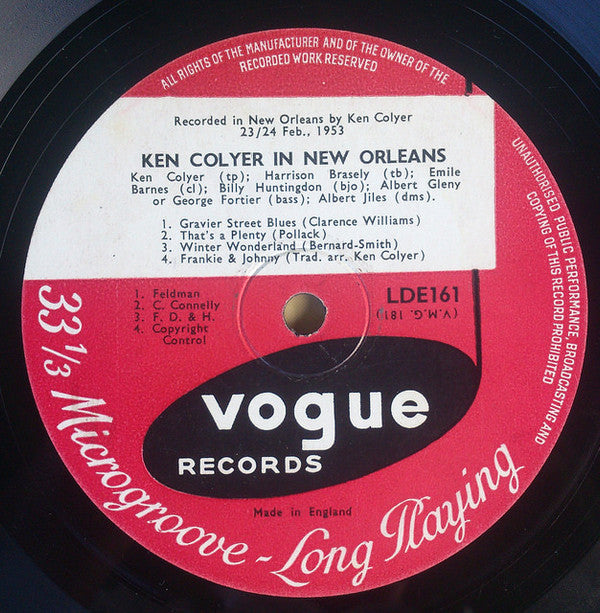 ALL RIGHTS OF THE MANUFACTURER AND OF THE OWNER OF THE
RECORDED WORK RESERVED
Recorded in New Orleans by Ken Colyer
23/24 Feb., 1953
KEN COLYER IN NEW ORLEANS
Ken Colyer (tp); Harrison Brasely (tb); Emile
Barnes (cl); Billy Huntingdon (bjo); Albert Gleny
or George Fortier (bass); Albert Jiles (dms).
1. Gravier Street Blues (Clarence Williams)
2. That's a Plenty (Pollack)
3. Winter Wonderland (Bernard-Smith)
4. Frankie & Johnny (Trad. arr. Ken Colyer)
1. Feldman
2. C. Connelly
3. F. D. & H.
4. Copyright
Control
LDE161
(V.M.G. 181)
UNAUTHORISED PUBLIC PERFORMANCE, BROADCASTING AND
COPYING OF THIS RECORD PROHIBITED
vogue
RECORDS
Made in England
33 1/3 Microgroove - Long Playing